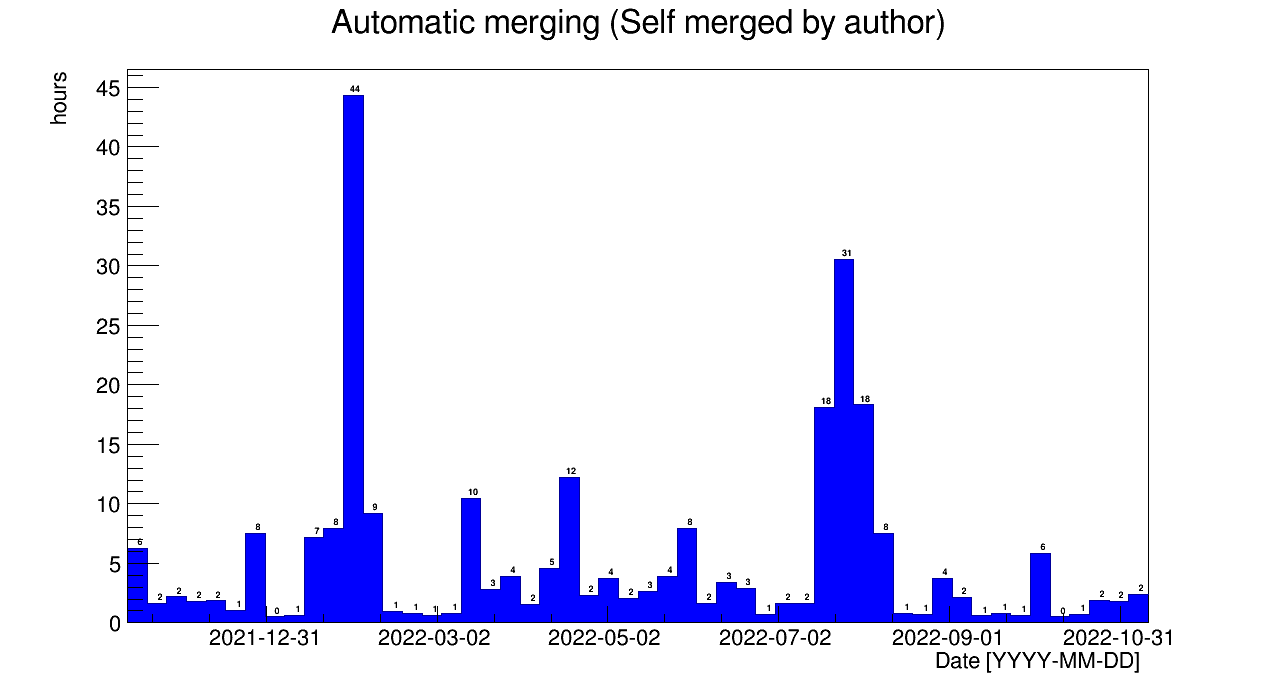 Automatic merging (Self merged by author)
hours
45
40
35
30
25
20
15
10
5
0
6 2 2 2 2 1 8 0 1 7 8 44 9 1 1 1 1 10 3 4 2 5 12 2 4 2 3 4 8 2 3 3 1 2 2 18 31 18 8 1 1 4 2 1 1 1 6 0 1 2 2 2
2021-12-31 2022-03-02 2022-05-02 2022-07-02 2022-09-01 2022-10-31
Date [YYYY-MM-DD]